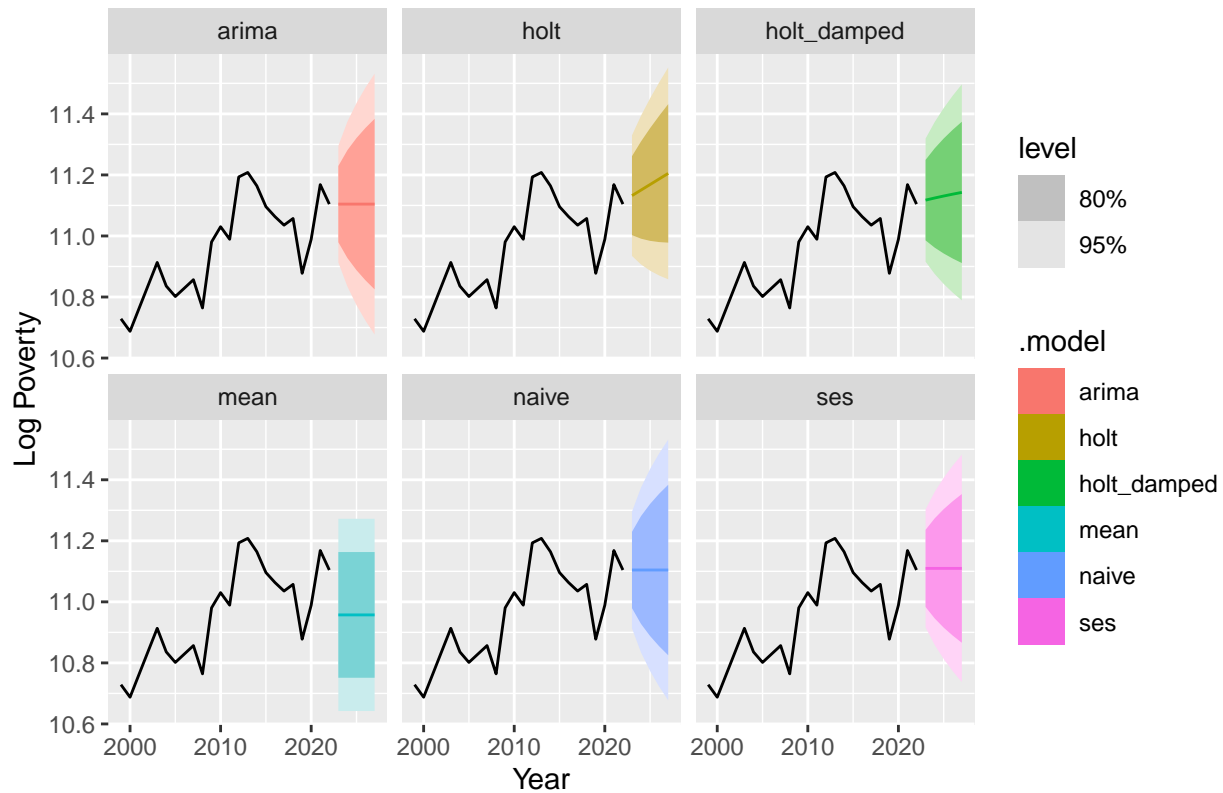 arima holt holt_damped
11.4
11.2
11.0
10.8
10.6
mean naive ses
11.4
11.2
11.0
10.8
10.6
2000 2010 2020 2000 2010 2020 2000 2010 2020
Year
Log Poverty
level
80%
95%
.model
arima
holt
holt_damped
mean
naive
ses